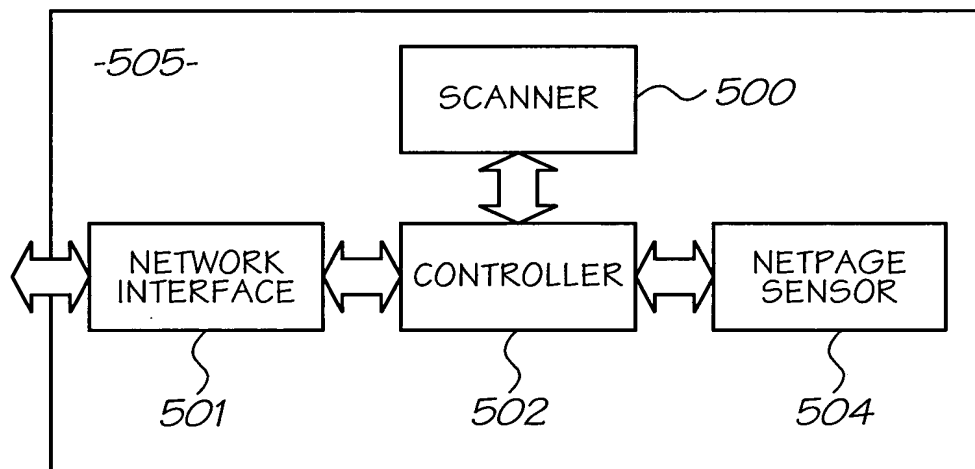 -505-
SCANNER
500
NETWORK
INTERFACE
CONTROLLER
NETPAGE
SENSOR
501
502
504